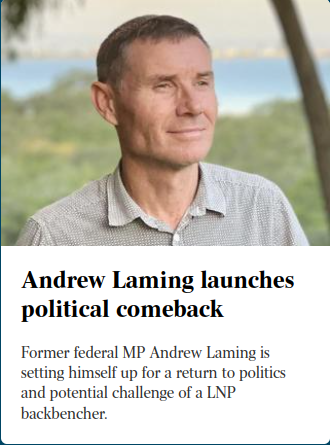 Andrew Laming launches
political comeback
Former federal MP Andrew Laming is
setting himself up for a return to politics
and potential challenge of a LNP
backbencher.